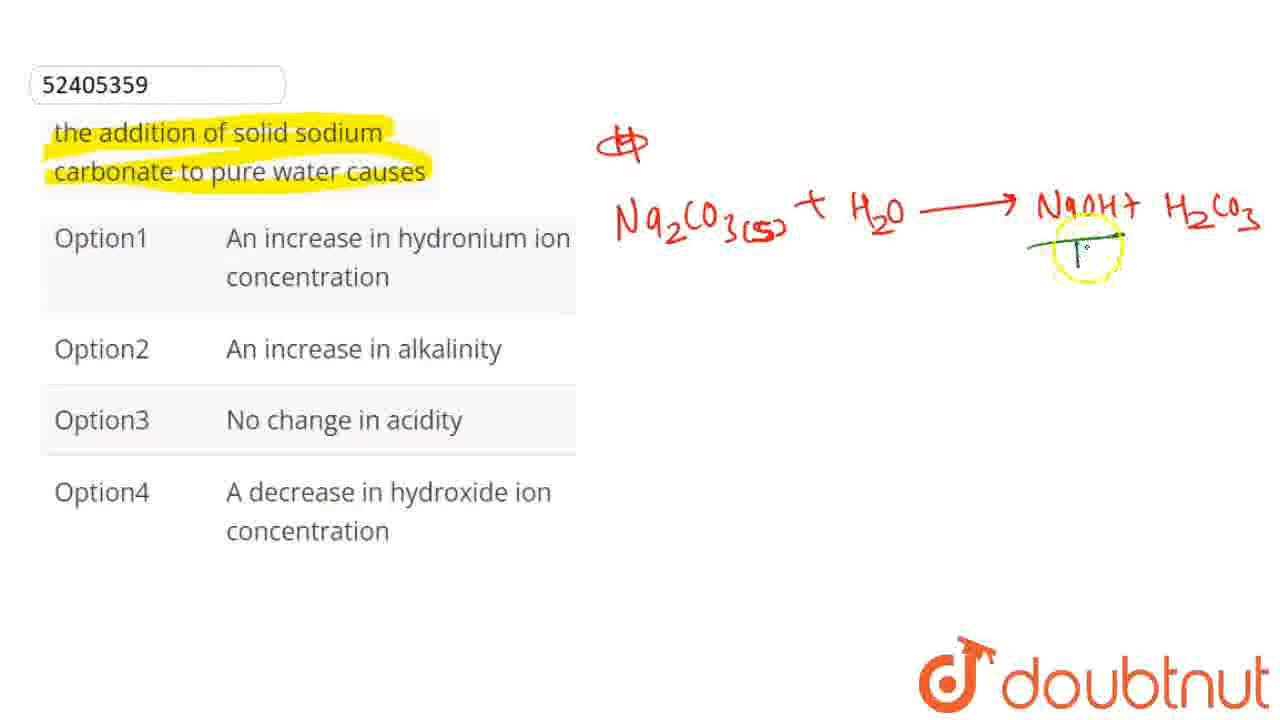 52405359
the addition of solid sodium
carbonate to pure water causes
Option1 An increase in hydronium ion
concentration
Option2 An increase in alkalinity
Option3 No change in acidity
Option4 A decrease in hydroxide ion
concentration
Na₂CO₃(s) + H₂O → NaOH + H₂CO₃
doubtnut